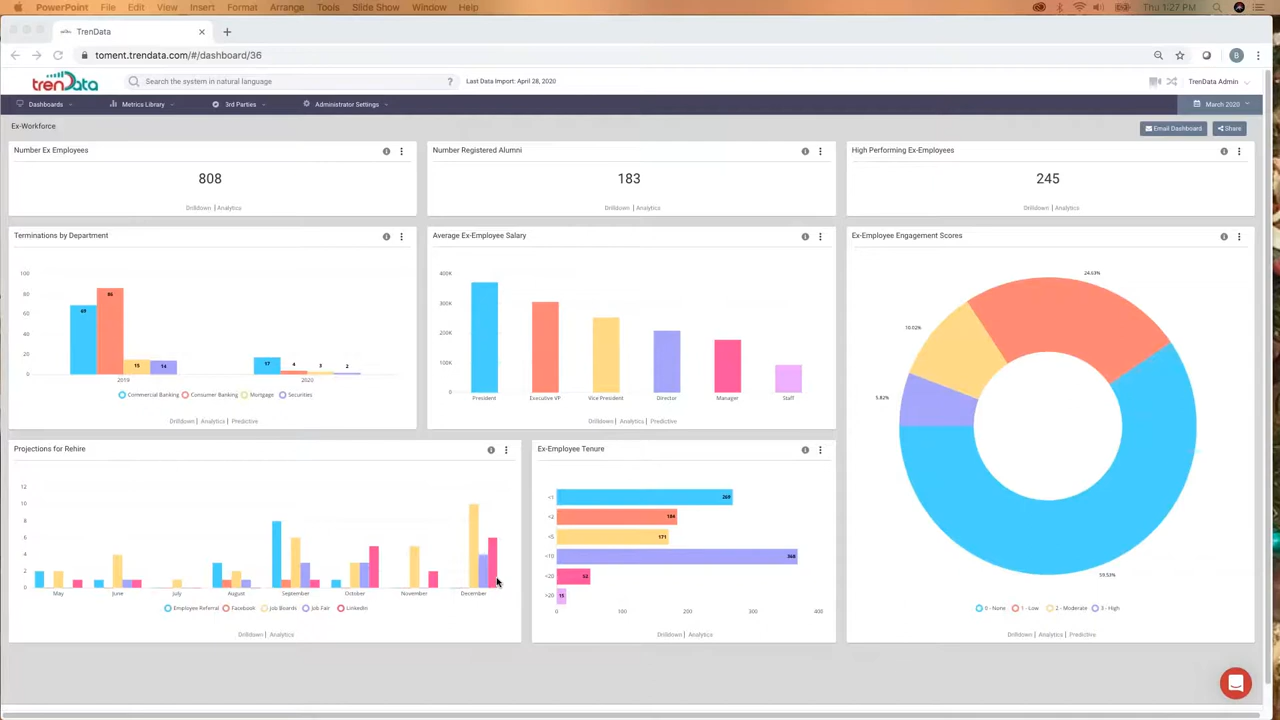 PowerPoint File Edit View Insert Format Arrange Tools Slide Show Window Help Thu 1:27 PM
TrenData
toment.trendata.com/#/dashboard/36 B
trenData Search the system in natural language ? Last Data Import: April 28, 2020 TrenData Admin
Dashboards Metrics Library 3rd Parties Administrator Settings March 2020
Ex-Workforce Email Dashboard Share
Number Ex Employees
808
Drilldown | Analytics
Number Registered Alumni
183
Drilldown | Analytics
High Performing Ex-Employees
245
Drilldown | Analytics
Terminations by Department
100
80
60
40
20
0
69 86 15 14
17 4 3 2
2019 2020
Commercial Banking Consumer Banking Mortgage Securities
Drilldown | Analytics | Predictive
Average Ex-Employee Salary
400K
300K
200K
100K
0
President Executive VP Vice President Director Manager Staff
Drilldown | Analytics | Predictive
Ex-Employee Engagement Scores
24.63%
10.02%
5.82%
59.53%
0 - None 1 - Low 2 - Moderate 3 - High
Drilldown | Analytics | Predictive
Projections for Rehire
12
10
8
6
4
2
0
May June July August September October November December
Employee Referral Facebook Job Boards Job Fair LinkedIn
Drilldown | Analytics
Ex-Employee Tenure
<1 269
<2 184
<5 171
<10 368
<20 52
>20 15
0 100 200 300 400
Drilldown | Analytics